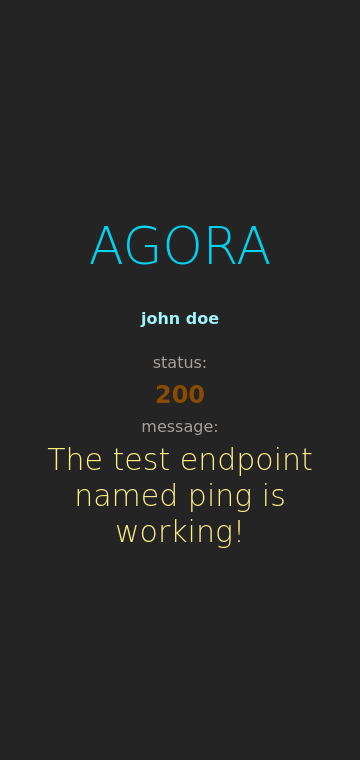 AGORA
john doe
status:
200
message:
The test endpoint
named ping is
working!